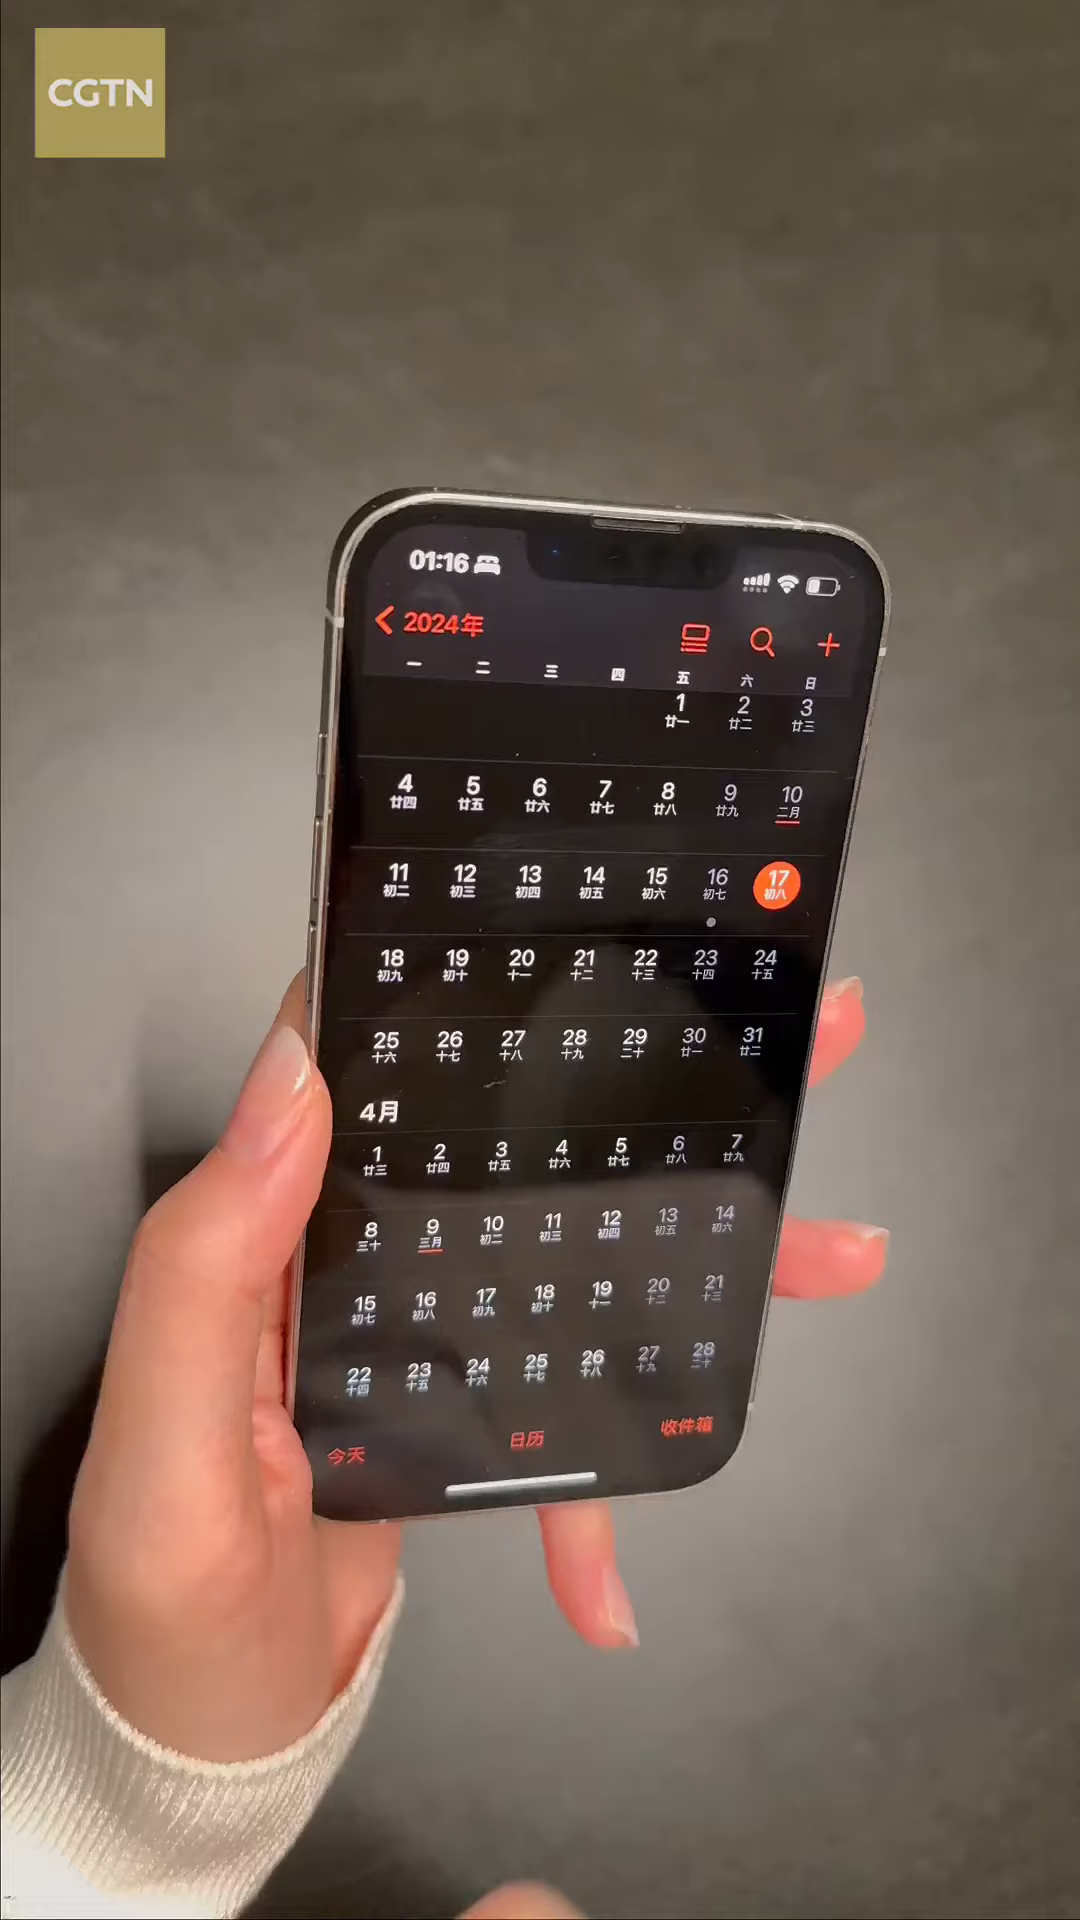 CGTN
01:16
2024年
一 二 三 四 五 六 日
1 2 3
廿一 廿二 廿三
4 5 6 7 8 9 10
廿四 廿五 廿六 廿七 廿八 廿九 二月
11 12 13 14 15 16 17
初二 初三 初四 初五 初六 初七 初八
18 19 20 21 22 23 24
初九 初十 十一 十二 十三 十四 十五
25 26 27 28 29 30 31
十六 十七 十八 十九 二十 廿一 廿二
4月
1 2 3 4 5 6 7
廿三 廿四 廿五 廿六 廿七 廿八 廿九
8 9 10 11 12 13 14
三十 三月 初二 初三 初四 初五 初六
15 16 17 18 19 20 21
初七 初八 初九 初十 十一 十二 十三
22 23 24 25 26 27 28
十四 十五 十六 十七 十八 十九 二十
今天 日历 收件箱